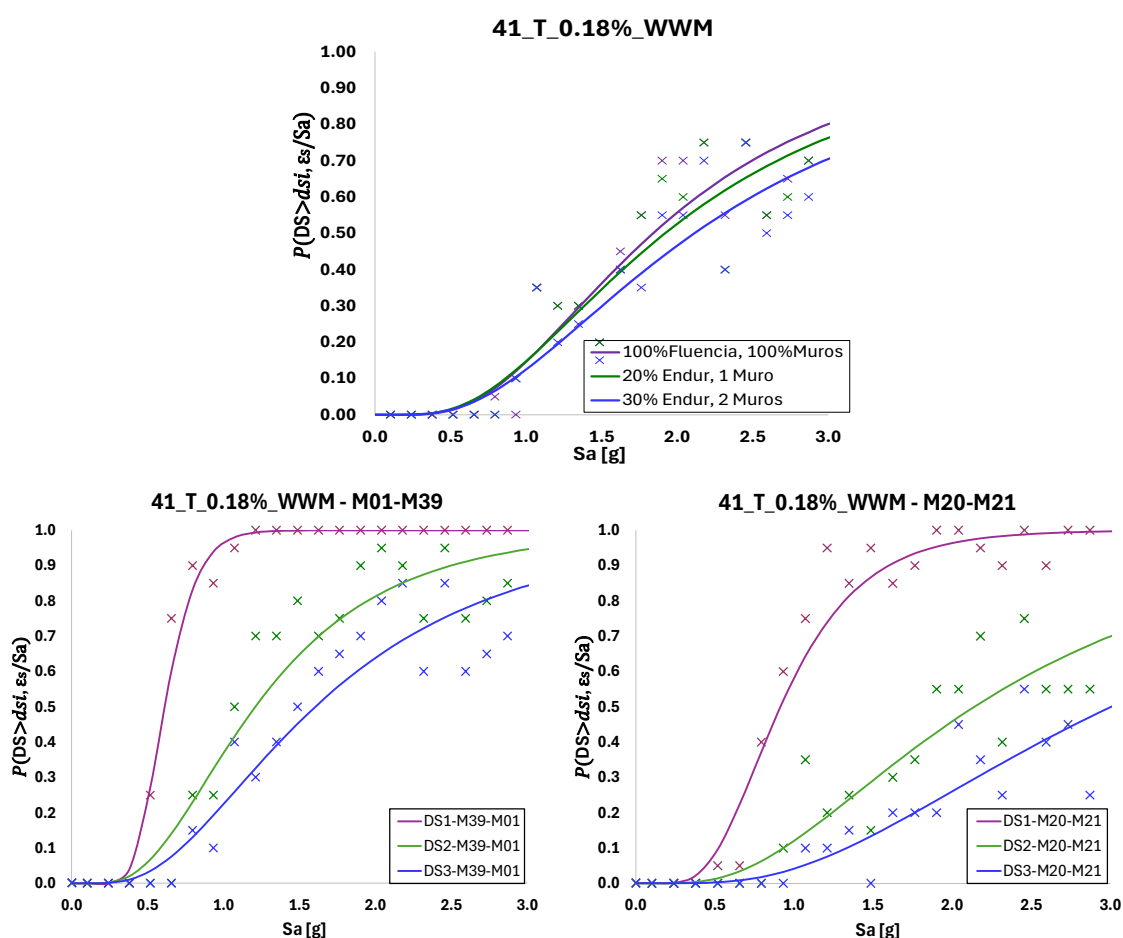 41_T_0.18%_WWM
P(DS>dsi, εs/Sa)
1.00
0.90
0.80
0.70
0.60
0.50
0.40
0.30
0.20
0.10
0.00
100%Fluencia, 100%Muros
20% Endur, 1 Muro
30% Endur, 2 Muros
0.0 0.5 1.0 1.5 2.0 2.5 3.0
Sa [g]
41_T_0.18%_WWM - M01-M39
P(DS>dsi, εs/Sa)
1.0
0.9
0.8
0.7
0.6
0.5
0.4
0.3
0.2
0.1
0.0
DS1-M39-M01
DS2-M39-M01
DS3-M39-M01
0.0 0.5 1.0 1.5 2.0 2.5 3.0
Sa [g]
41_T_0.18%_WWM - M20-M21
P(DS>dsi, εs/Sa)
1.0
0.9
0.8
0.7
0.6
0.5
0.4
0.3
0.2
0.1
0.0
DS1-M20-M21
DS2-M20-M21
DS3-M20-M21
0.0 0.5 1.0 1.5 2.0 2.5 3.0
Sa [g]